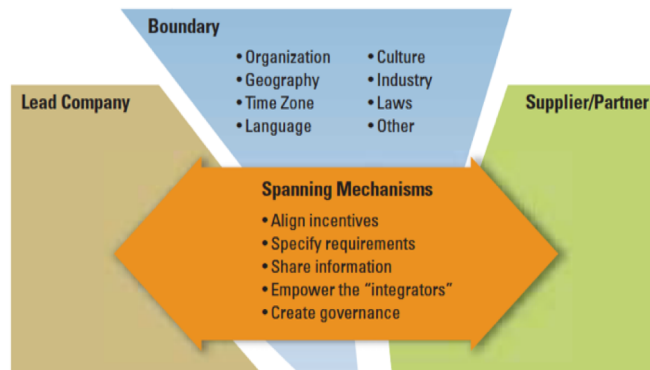 Boundary
• Organization
• Geography
• Time Zone
• Language
• Culture
• Industry
• Laws
• Other
Lead Company
Supplier/Partner
Spanning Mechanisms
• Align incentives
• Specify requirements
• Share information
• Empower the “integrators”
• Create governance